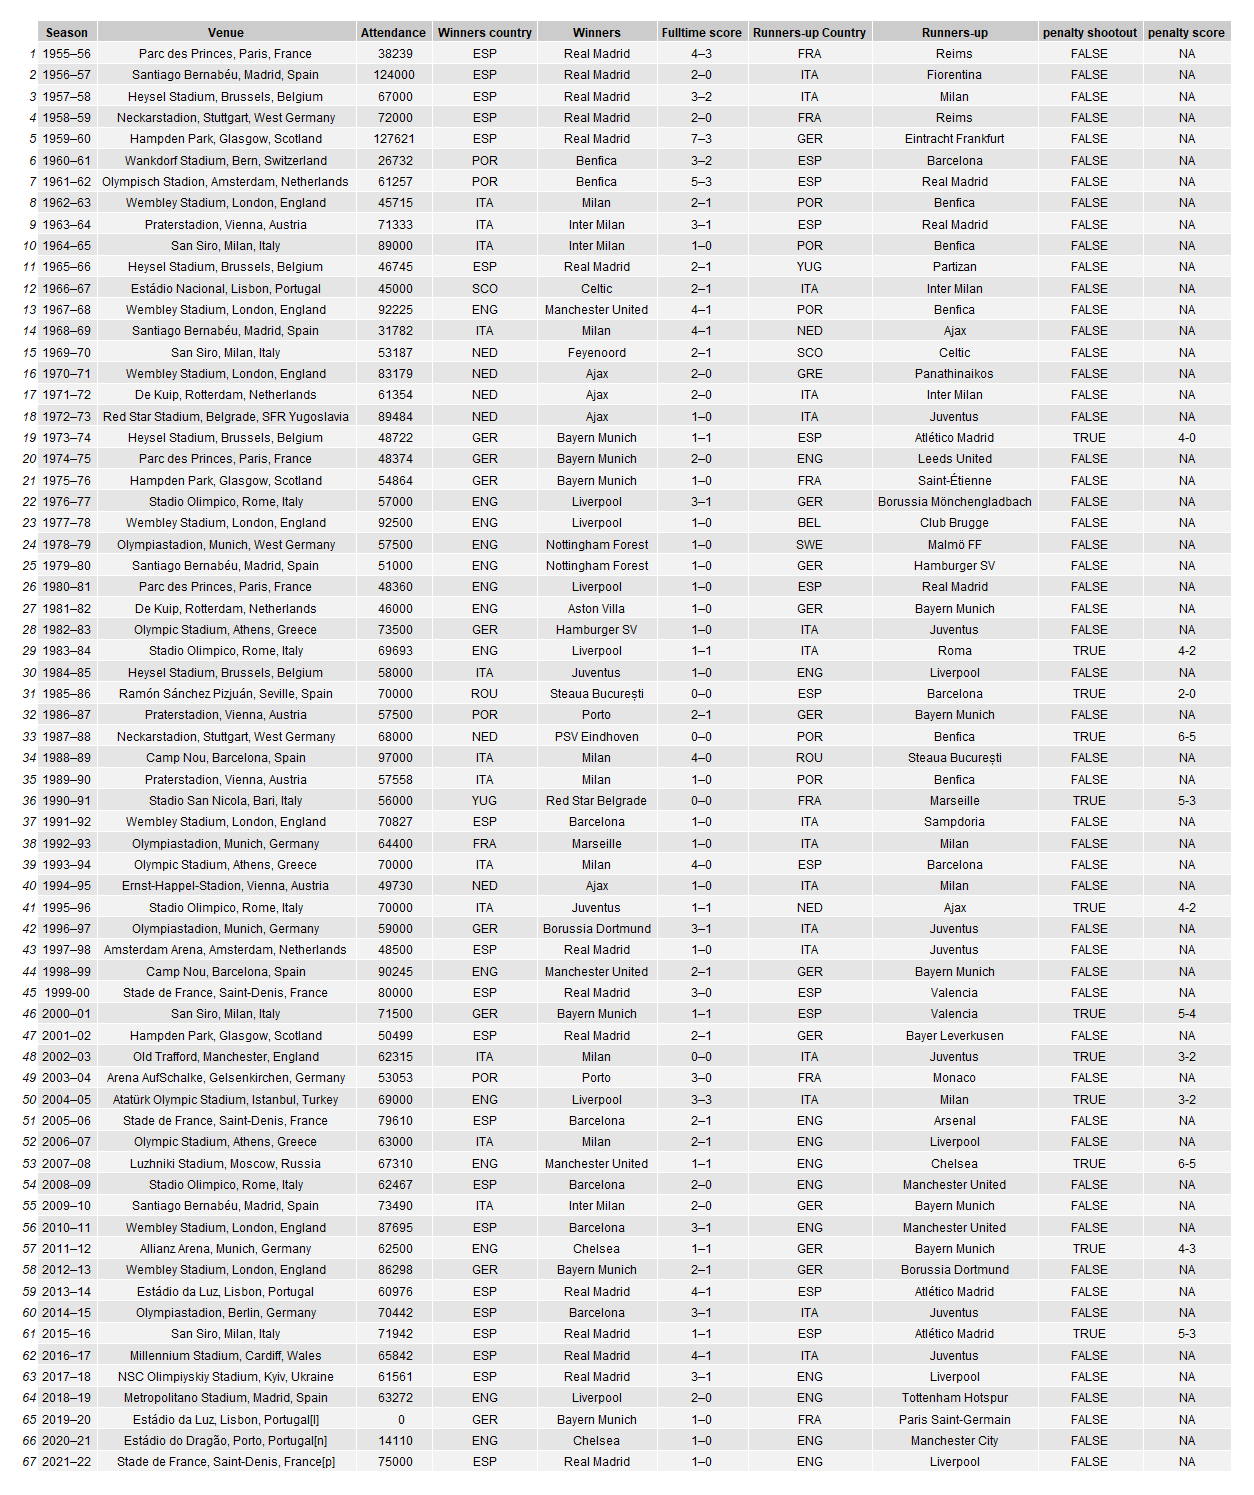 Season Venue Attendance Winners country Winners Fulltime score Runners-up Country Runners-up penalty shootout penalty score
1 1955–56 Parc des Princes, Paris, France 38239 ESP Real Madrid 4–3 FRA Reims FALSE NA
2 1956–57 Santiago Bernabéu, Madrid, Spain 124000 ESP Real Madrid 2–0 ITA Fiorentina FALSE NA
3 1957–58 Heysel Stadium, Brussels, Belgium 67000 ESP Real Madrid 3–2 ITA Milan FALSE NA
4 1958–59 Neckarstadion, Stuttgart, West Germany 72000 ESP Real Madrid 2–0 FRA Reims FALSE NA
5 1959–60 Hampden Park, Glasgow, Scotland 127621 ESP Real Madrid 7–3 GER Eintracht Frankfurt FALSE NA
6 1960–61 Wankdorf Stadium, Bern, Switzerland 26732 POR Benfica 3–2 ESP Barcelona FALSE NA
7 1961–62 Olympisch Stadion, Amsterdam, Netherlands 61257 POR Benfica 5–3 ESP Real Madrid FALSE NA
8 1962–63 Wembley Stadium, London, England 45715 ITA Milan 2–1 POR Benfica FALSE NA
9 1963–64 Praterstadion, Vienna, Austria 71333 ITA Inter Milan 3–1 ESP Real Madrid FALSE NA
10 1964–65 San Siro, Milan, Italy 89000 ITA Inter Milan 1–0 POR Benfica FALSE NA
11 1965–66 Heysel Stadium, Brussels, Belgium 46745 ESP Real Madrid 2–1 YUG Partizan FALSE NA
12 1966–67 Estádio Nacional, Lisbon, Portugal 45000 SCO Celtic 2–1 ITA Inter Milan FALSE NA
13 1967–68 Wembley Stadium, London, England 92225 ENG Manchester United 4–1 POR Benfica FALSE NA
14 1968–69 Santiago Bernabéu, Madrid, Spain 31782 ITA Milan 4–1 NED Ajax FALSE NA
15 1969–70 San Siro, Milan, Italy 53187 NED Feyenoord 2–1 SCO Celtic FALSE NA
16 1970–71 Wembley Stadium, London, England 83179 NED Ajax 2–0 GRE Panathinaikos FALSE NA
17 1971–72 De Kuip, Rotterdam, Netherlands 61354 NED Ajax 2–0 ITA Inter Milan FALSE NA
18 1972–73 Red Star Stadium, Belgrade, SFR Yugoslavia 89484 NED Ajax 1–0 ITA Juventus FALSE NA
19 1973–74 Heysel Stadium, Brussels, Belgium 48722 GER Bayern Munich 1–1 ESP Atlético Madrid TRUE 4-0
20 1974–75 Parc des Princes, Paris, France 48374 GER Bayern Munich 2–0 ENG Leeds United FALSE NA
21 1975–76 Hampden Park, Glasgow, Scotland 54864 GER Bayern Munich 1–0 FRA Saint-Étienne FALSE NA
22 1976–77 Stadio Olimpico, Rome, Italy 57000 ENG Liverpool 3–1 GER Borussia Mönchengladbach FALSE NA
23 1977–78 Wembley Stadium, London, England 92500 ENG Liverpool 1–0 BEL Club Brugge FALSE NA
24 1978–79 Olympiastadion, Munich, West Germany 57500 ENG Nottingham Forest 1–0 SWE Malmö FF FALSE NA
25 1979–80 Santiago Bernabéu, Madrid, Spain 51000 ENG Nottingham Forest 1–0 GER Hamburger SV FALSE NA
26 1980–81 Parc des Princes, Paris, France 48360 ENG Liverpool 1–0 ESP Real Madrid FALSE NA
27 1981–82 De Kuip, Rotterdam, Netherlands 46000 ENG Aston Villa 1–0 GER Bayern Munich FALSE NA
28 1982–83 Olympic Stadium, Athens, Greece 73500 GER Hamburger SV 1–0 ITA Juventus FALSE NA
29 1983–84 Stadio Olimpico, Rome, Italy 69693 ENG Liverpool 1–1 ITA Roma TRUE 4-2
30 1984–85 Heysel Stadium, Brussels, Belgium 58000 ITA Juventus 1–0 ENG Liverpool FALSE NA
31 1985–86 Ramón Sánchez Pizjuán, Seville, Spain 70000 ROU Steaua București 0–0 ESP Barcelona TRUE 2-0
32 1986–87 Praterstadion, Vienna, Austria 57500 POR Porto 2–1 GER Bayern Munich FALSE NA
33 1987–88 Neckarstadion, Stuttgart, West Germany 68000 NED PSV Eindhoven 0–0 POR Benfica TRUE 6-5
34 1988–89 Camp Nou, Barcelona, Spain 97000 ITA Milan 4–0 ROU Steaua București FALSE NA
35 1989–90 Praterstadion, Vienna, Austria 57558 ITA Milan 1–0 POR Benfica FALSE NA
36 1990–91 Stadio San Nicola, Bari, Italy 56000 YUG Red Star Belgrade 0–0 FRA Marseille TRUE 5-3
37 1991–92 Wembley Stadium, London, England 70827 ESP Barcelona 1–0 ITA Sampdoria FALSE NA
38 1992–93 Olympiastadion, Munich, Germany 64400 FRA Marseille 1–0 ITA Milan FALSE NA
39 1993–94 Olympic Stadium, Athens, Greece 70000 ITA Milan 4–0 ESP Barcelona FALSE NA
40 1994–95 Ernst-Happel-Stadion, Vienna, Austria 49730 NED Ajax 1–0 ITA Milan FALSE NA
41 1995–96 Stadio Olimpico, Rome, Italy 70000 ITA Juventus 1–1 NED Ajax TRUE 4-2
42 1996–97 Olympiastadion, Munich, Germany 59000 GER Borussia Dortmund 3–1 ITA Juventus FALSE NA
43 1997–98 Amsterdam Arena, Amsterdam, Netherlands 48500 ESP Real Madrid 1–0 ITA Juventus FALSE NA
44 1998–99 Camp Nou, Barcelona, Spain 90245 ENG Manchester United 2–1 GER Bayern Munich FALSE NA
45 1999-00 Stade de France, Saint-Denis, France 80000 ESP Real Madrid 3–0 ESP Valencia FALSE NA
46 2000–01 San Siro, Milan, Italy 71500 GER Bayern Munich 1–1 ESP Valencia TRUE 5-4
47 2001–02 Hampden Park, Glasgow, Scotland 50499 ESP Real Madrid 2–1 GER Bayer Leverkusen FALSE NA
48 2002–03 Old Trafford, Manchester, England 62315 ITA Milan 0–0 ITA Juventus TRUE 3-2
49 2003–04 Arena AufSchalke, Gelsenkirchen, Germany 53053 POR Porto 3–0 FRA Monaco FALSE NA
50 2004–05 Atatürk Olympic Stadium, Istanbul, Turkey 69000 ENG Liverpool 3–3 ITA Milan TRUE 3-2
51 2005–06 Stade de France, Saint-Denis, France 79610 ESP Barcelona 2–1 ENG Arsenal FALSE NA
52 2006–07 Olympic Stadium, Athens, Greece 63000 ITA Milan 2–1 ENG Liverpool FALSE NA
53 2007–08 Luzhniki Stadium, Moscow, Russia 67310 ENG Manchester United 1–1 ENG Chelsea TRUE 6-5
54 2008–09 Stadio Olimpico, Rome, Italy 62467 ESP Barcelona 2–0 ENG Manchester United FALSE NA
55 2009–10 Santiago Bernabéu, Madrid, Spain 73490 ITA Inter Milan 2–0 GER Bayern Munich FALSE NA
56 2010–11 Wembley Stadium, London, England 87695 ESP Barcelona 3–1 ENG Manchester United FALSE NA
57 2011–12 Allianz Arena, Munich, Germany 62500 ENG Chelsea 1–1 GER Bayern Munich TRUE 4-3
58 2012–13 Wembley Stadium, London, England 86298 GER Bayern Munich 2–1 GER Borussia Dortmund FALSE NA
59 2013–14 Estádio da Luz, Lisbon, Portugal 60976 ESP Real Madrid 4–1 ESP Atlético Madrid FALSE NA
60 2014–15 Olympiastadion, Berlin, Germany 70442 ESP Barcelona 3–1 ITA Juventus FALSE NA
61 2015–16 San Siro, Milan, Italy 71942 ESP Real Madrid 1–1 ESP Atlético Madrid TRUE 5-3
62 2016–17 Millennium Stadium, Cardiff, Wales 65842 ESP Real Madrid 4–1 ITA Juventus FALSE NA
63 2017–18 NSC Olimpiyskiy Stadium, Kyiv, Ukraine 61561 ESP Real Madrid 3–1 ENG Liverpool FALSE NA
64 2018–19 Metropolitano Stadium, Madrid, Spain 63272 ENG Liverpool 2–0 ENG Tottenham Hotspur FALSE NA
65 2019–20 Estádio da Luz, Lisbon, Portugal[l] 0 GER Bayern Munich 1–0 FRA Paris Saint-Germain FALSE NA
66 2020–21 Estádio do Dragão, Porto, Portugal[n] 14110 ENG Chelsea 1–0 ENG Manchester City FALSE NA
67 2021–22 Stade de France, Saint-Denis, France[p] 75000 ESP Real Madrid 1–0 ENG Liverpool FALSE NA